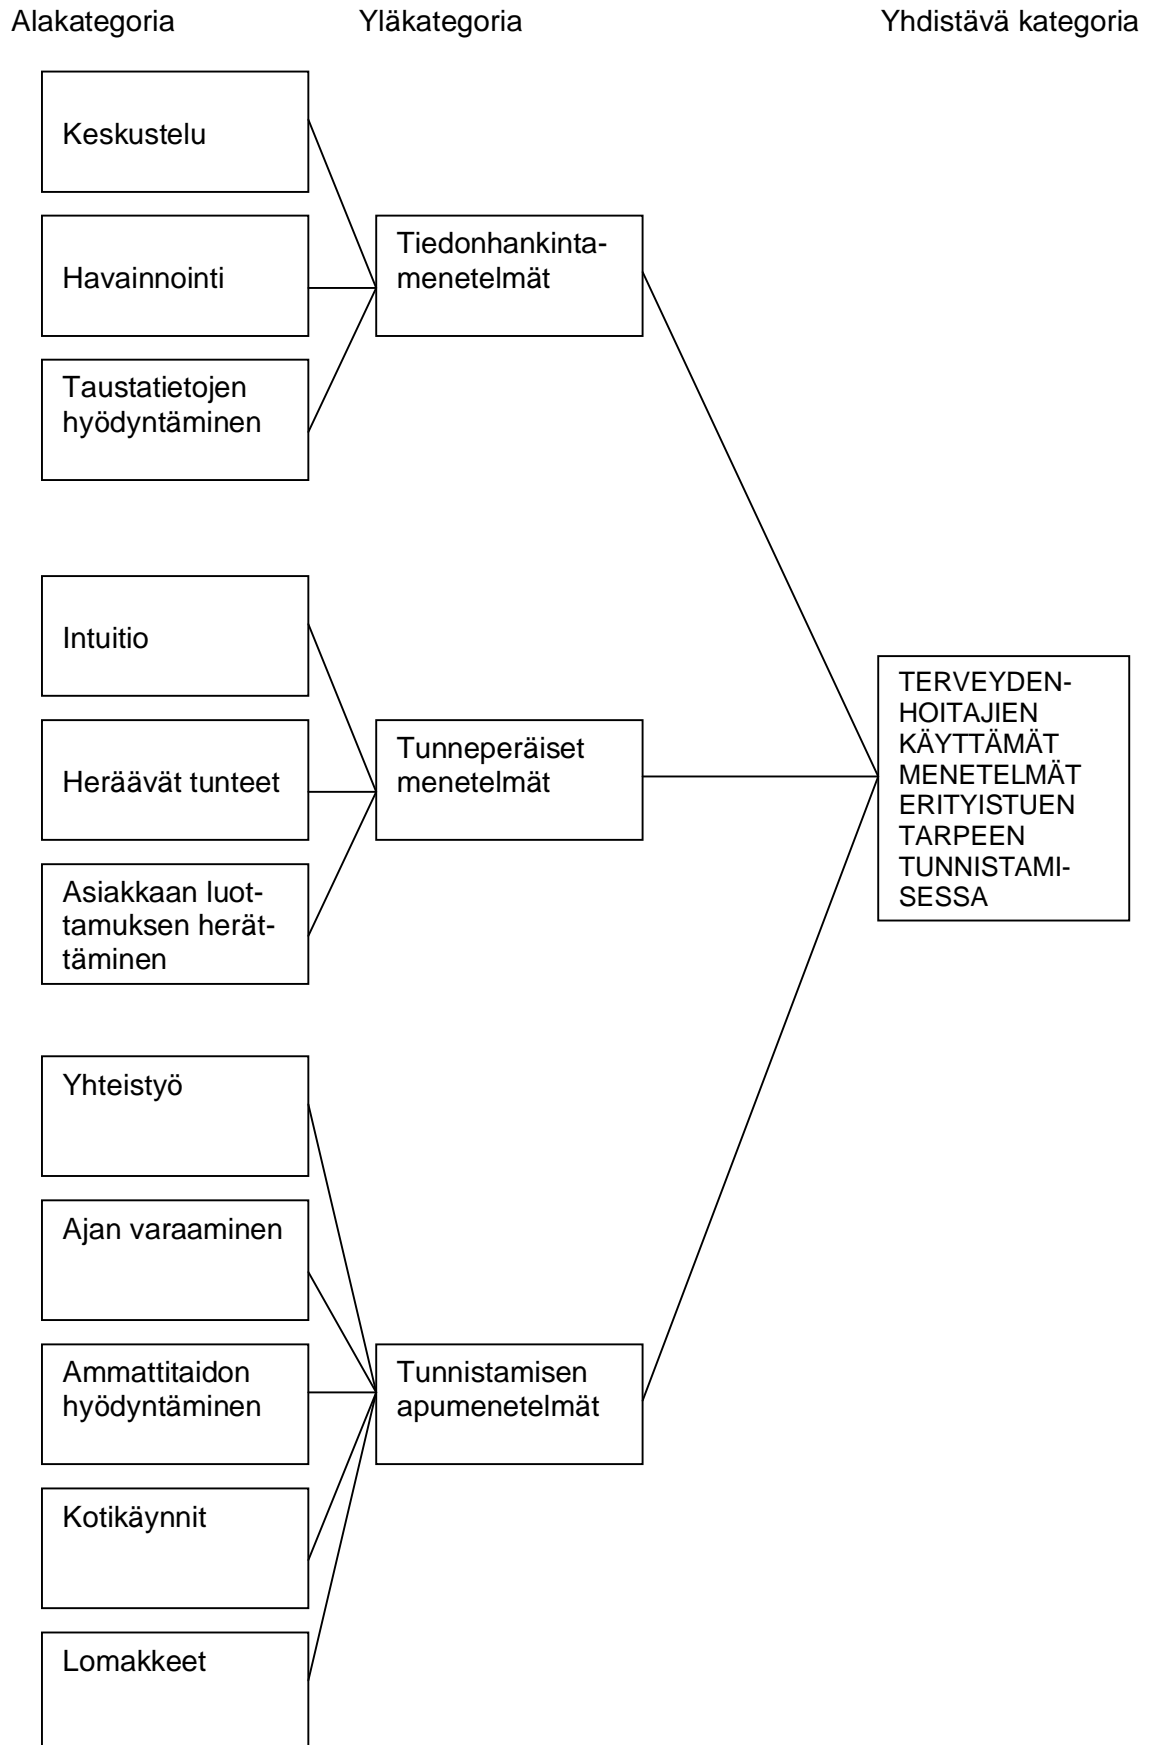 Alakategoria Yläkategoria Yhdistävä kategoria
Keskustelu
Havainnointi
Taustatietojen
hyödyntäminen
Tiedonhankinta-
menetelmät
Intuitio
Heräävät tunteet
Asiakkaan luot-
tamuksen herät-
täminen
Tunneperäiset
menetelmät
Yhteistyö
Ajan varaaminen
Ammattitaidon
hyödyntäminen
Kotikäynnit
Lomakkeet
Tunnistamisen
apumenetelmät
TERVEYDEN-
HOITAJIEN
KÄYTTÄMÄT
MENETELMÄT
ERITYISTUEN
TARPEEN
TUNNISTAMI-
SESSA